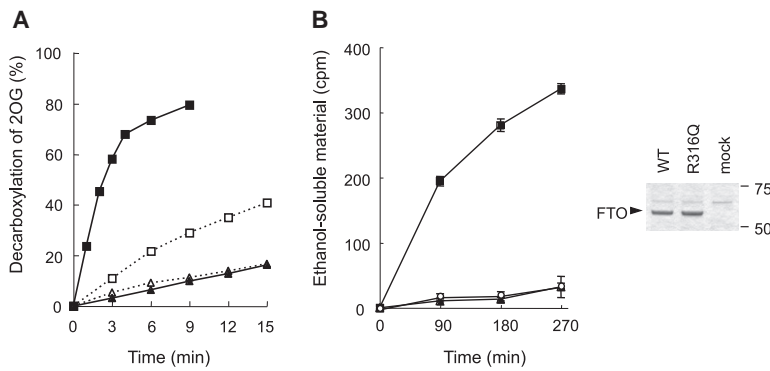 A
Decarboxylation of 2OG (%)
100
80
60
40
20
0
0 3 6 9 12 15
Time (min)
B
Ethanol-soluble material (cpm)
400
300
200
100
0
0 90 180 270
Time (min)
WT
R316Q
mock
FTO
75
50